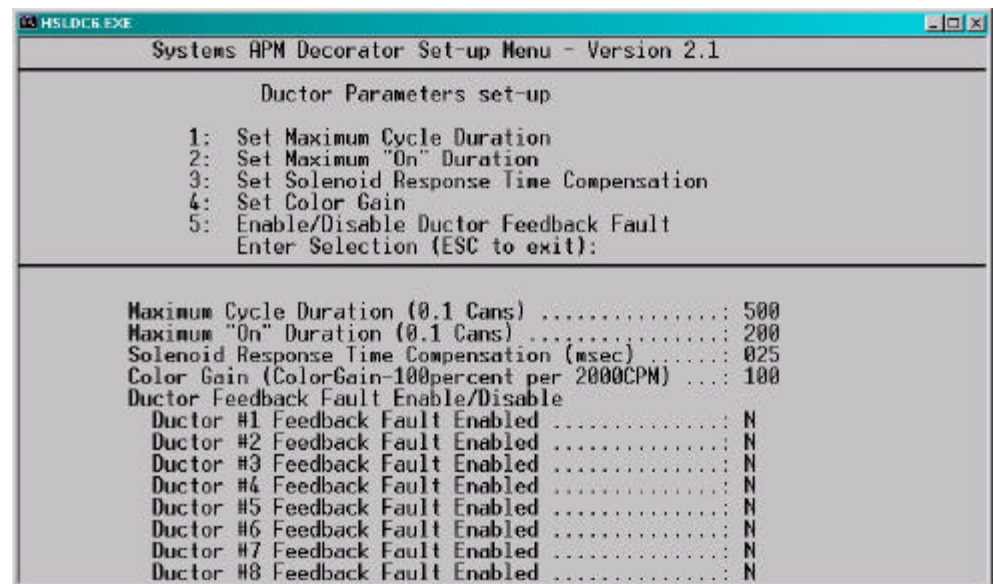 HSLDC6.EXE
Systems APM Decorator Set-up Menu - Version 2.1
Ductor Parameters set-up
1: Set Maximum Cycle Duration
2: Set Maximum "On" Duration
3: Set Solenoid Response Time Compensation
4: Set Color Gain
5: Enable/Disable Ductor Feedback Fault
Enter Selection (ESC to exit):
Maximum Cycle Duration (0.1 Cans) ...............: 500
Maximum "On" Duration (0.1 Cans) ................: 200
Solenoid Response Time Compensation (msec) ......: 025
Color Gain (ColorGain-100percent per 2000CPM) ...: 100
Ductor Feedback Fault Enable/Disable
Ductor #1 Feedback Fault Enabled ..............: N
Ductor #2 Feedback Fault Enabled ..............: N
Ductor #3 Feedback Fault Enabled ..............: N
Ductor #4 Feedback Fault Enabled ..............: N
Ductor #5 Feedback Fault Enabled ..............: N
Ductor #6 Feedback Fault Enabled ..............: N
Ductor #7 Feedback Fault Enabled ..............: N
Ductor #8 Feedback Fault Enabled ..............: N